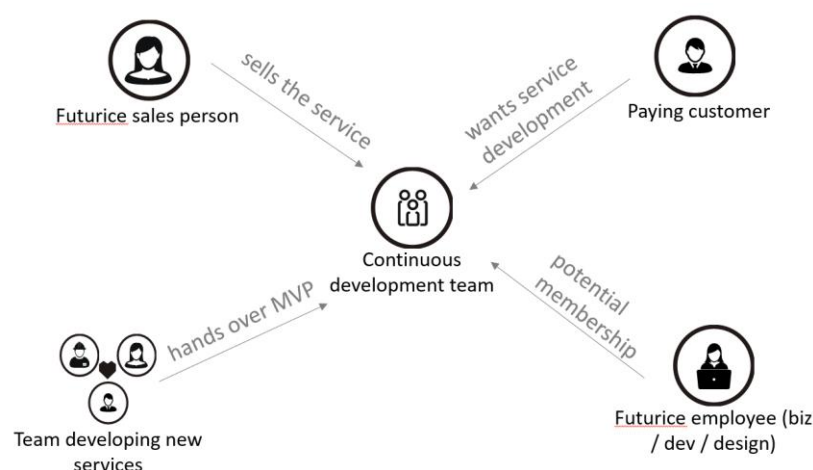 sells the service
Futurice sales person
wants service
development
Paying customer
Continuous
development team
hands over MVP
potential
membership
Team developing new
services
Futurice employee (biz
/ dev / design)